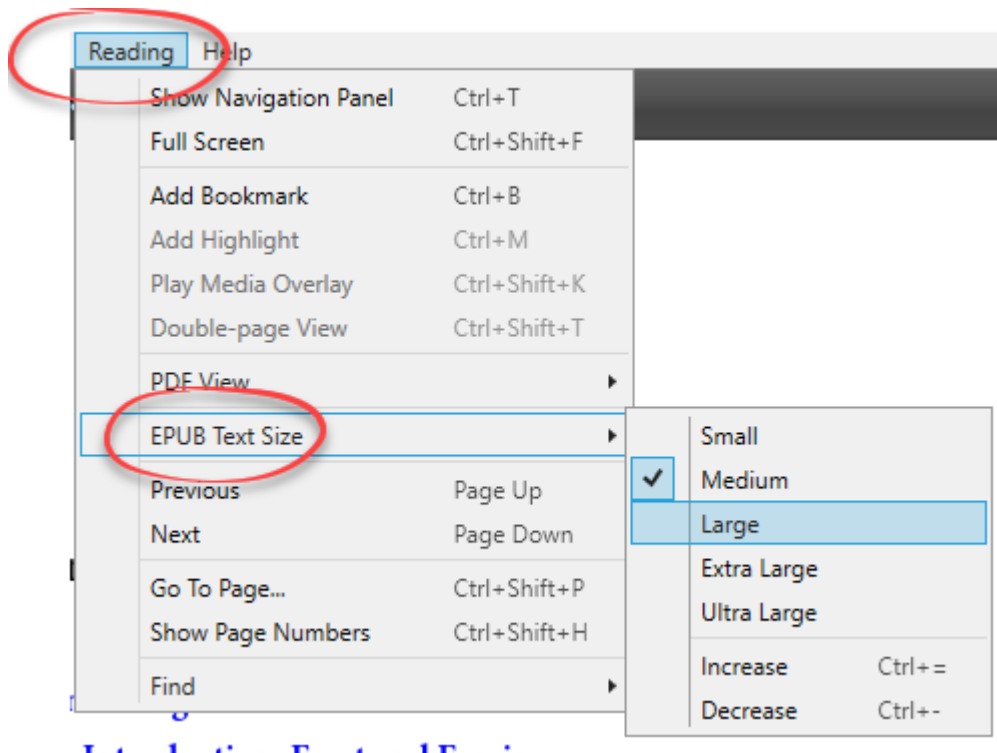 Reading Help
Show Navigation Panel Ctrl+T
Full Screen Ctrl+Shift+F
Add Bookmark Ctrl+B
Add Highlight Ctrl+M
Play Media Overlay Ctrl+Shift+K
Double-page View Ctrl+Shift+T
PDF View
EPUB Text Size
Previous Page Up
Next Page Down
Go To Page... Ctrl+Shift+P
Show Page Numbers Ctrl+Shift+H
Find
Small
Medium
Large
Extra Large
Ultra Large
Increase Ctrl+=
Decrease Ctrl+-